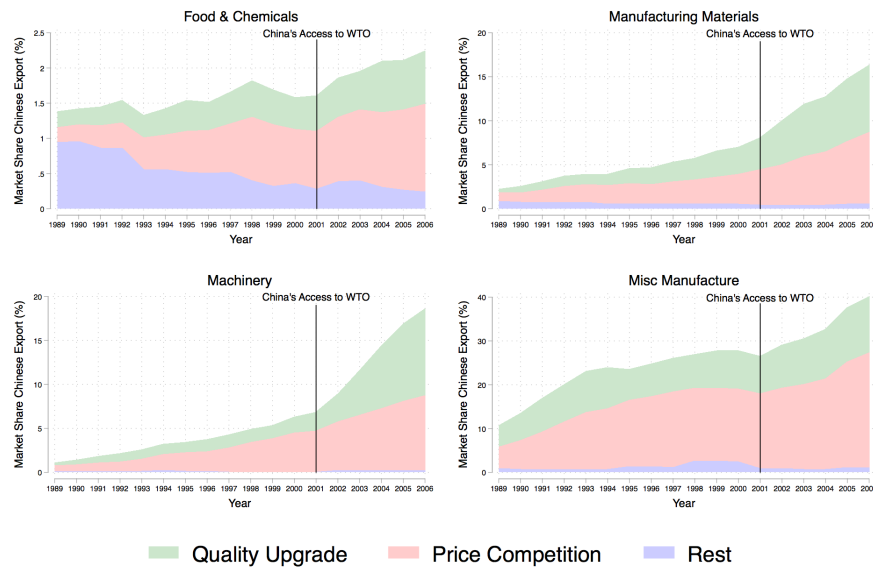 Food & Chemicals
China's Access to WTO
Market Share Chinese Export (%)
2.5
2
1.5
1
.5
0
1989 1990 1991 1992 1993 1994 1995 1996 1997 1998 1999 2000 2001 2002 2003 2004 2005 2006
Year
Manufacturing Materials
China's Access to WTO
Market Share Chinese Export (%)
20
15
10
5
0
1989 1990 1991 1992 1993 1994 1995 1996 1997 1998 1999 2000 2001 2002 2003 2004 2005 200
Year
Machinery
China's Access to WTO
Market Share Chinese Export (%)
20
15
10
5
0
1989 1990 1991 1992 1993 1994 1995 1996 1997 1998 1999 2000 2001 2002 2003 2004 2005 2006
Year
Misc Manufacture
China's Access to WTO
Market Share Chinese Export (%)
40
30
20
10
0
1989 1990 1991 1992 1993 1994 1995 1996 1997 1998 1999 2000 2001 2002 2003 2004 2005 200
Year
Quality Upgrade Price Competition Rest